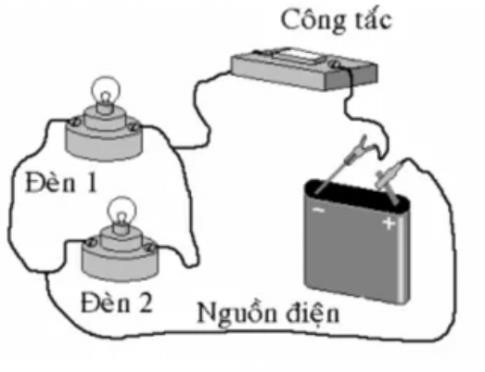 Công tắc
Đèn 1
Đèn 2
Nguồn điện
−
+